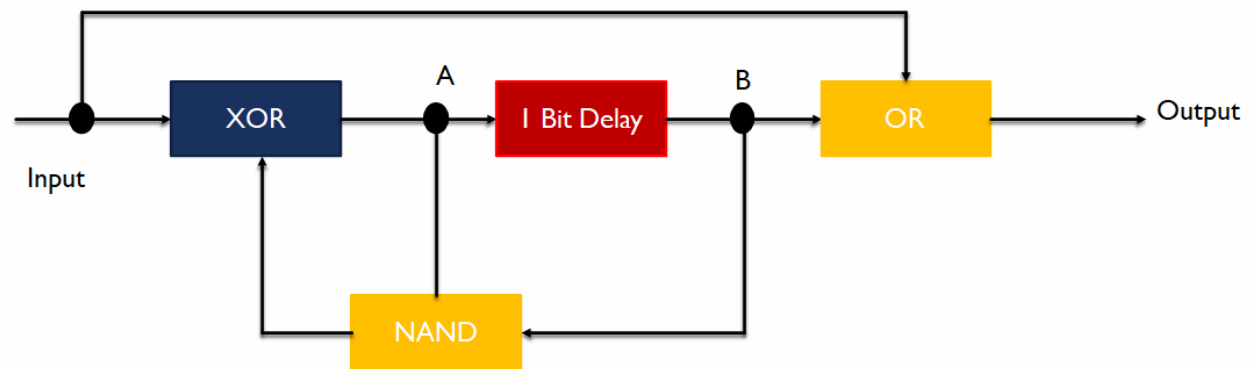 A
B
XOR
1 Bit Delay
OR
Output
Input
NAND